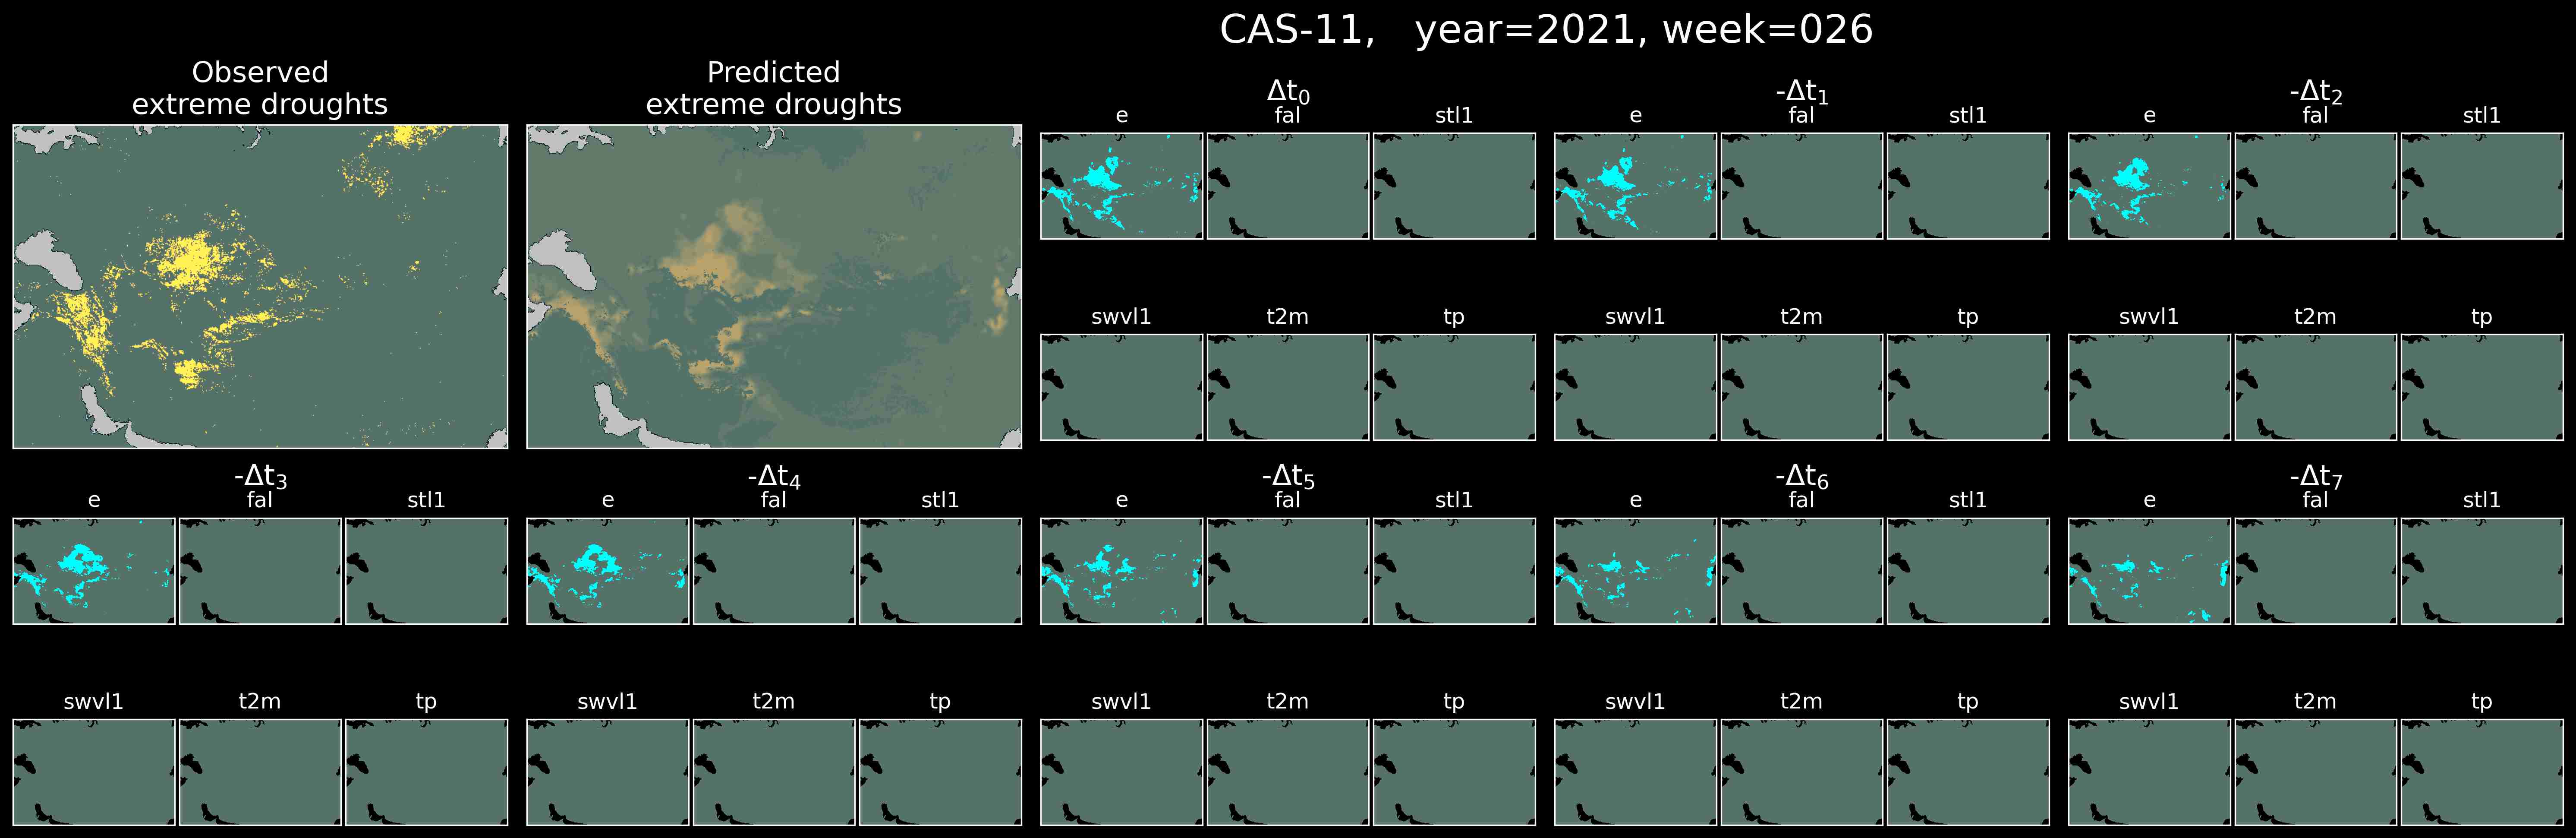 CAS-11,   year=2021, week=026
Observed
extreme droughts
Predicted
extreme droughts
Δt₀
e fal stl1
swvl1 t2m tp
-Δt₁
e fal stl1
swvl1 t2m tp
-Δt₂
e fal stl1
swvl1 t2m tp
-Δt₃
e fal stl1
swvl1 t2m tp
-Δt₄
e fal stl1
swvl1 t2m tp
-Δt₅
e fal stl1
swvl1 t2m tp
-Δt₆
e fal stl1
swvl1 t2m tp
-Δt₇
e fal stl1
swvl1 t2m tp